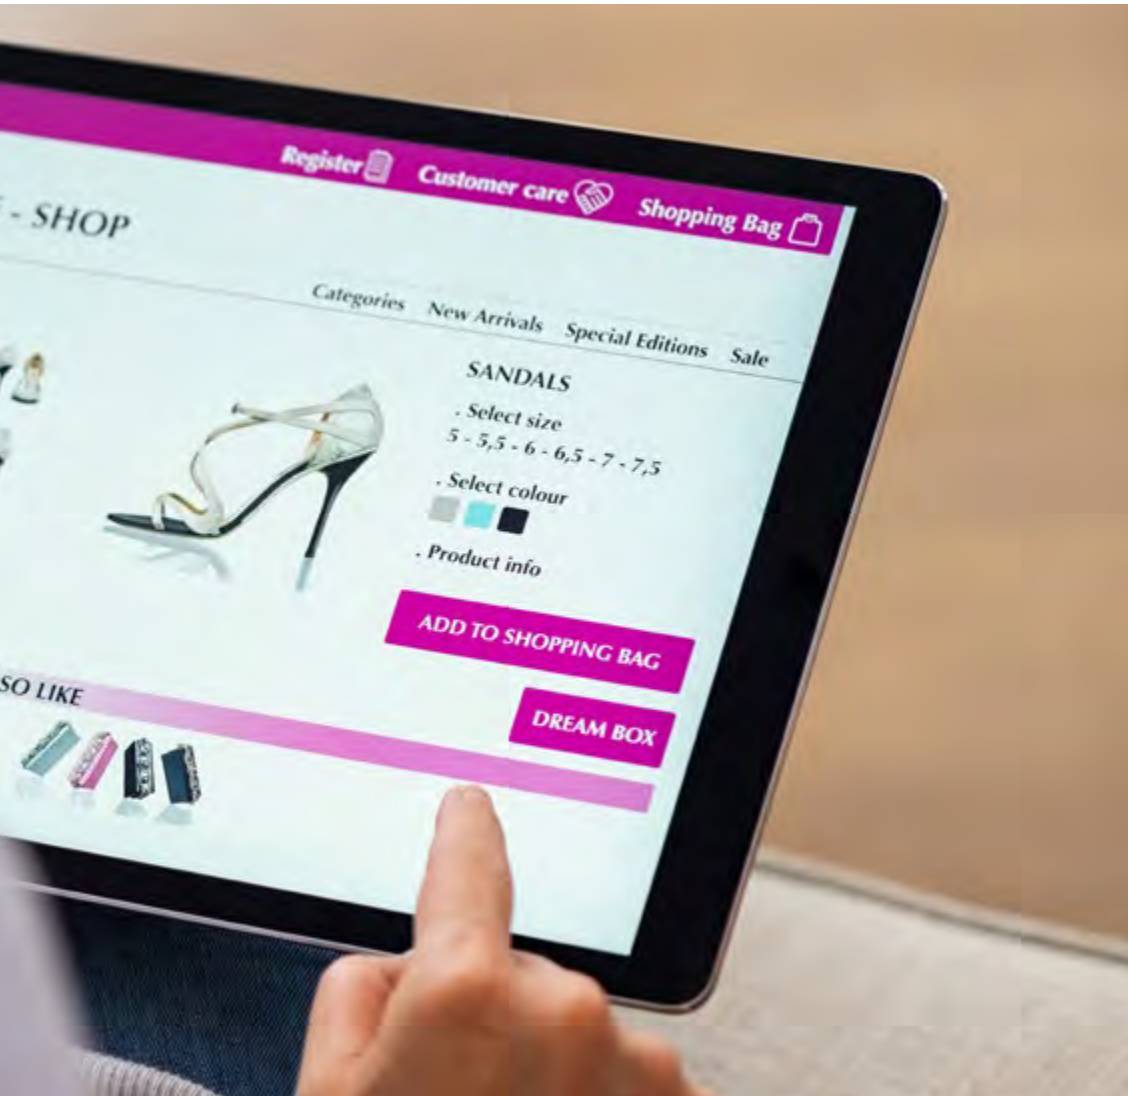 Register
Customer care
Shopping Bag
- SHOP
Categories New Arrivals Special Editions Sale
SANDALS
. Select size
5 - 5,5 - 6 - 6,5 - 7 - 7,5
. Select colour
. Product info
ADD TO SHOPPING BAG
DREAM BOX
SO LIKE